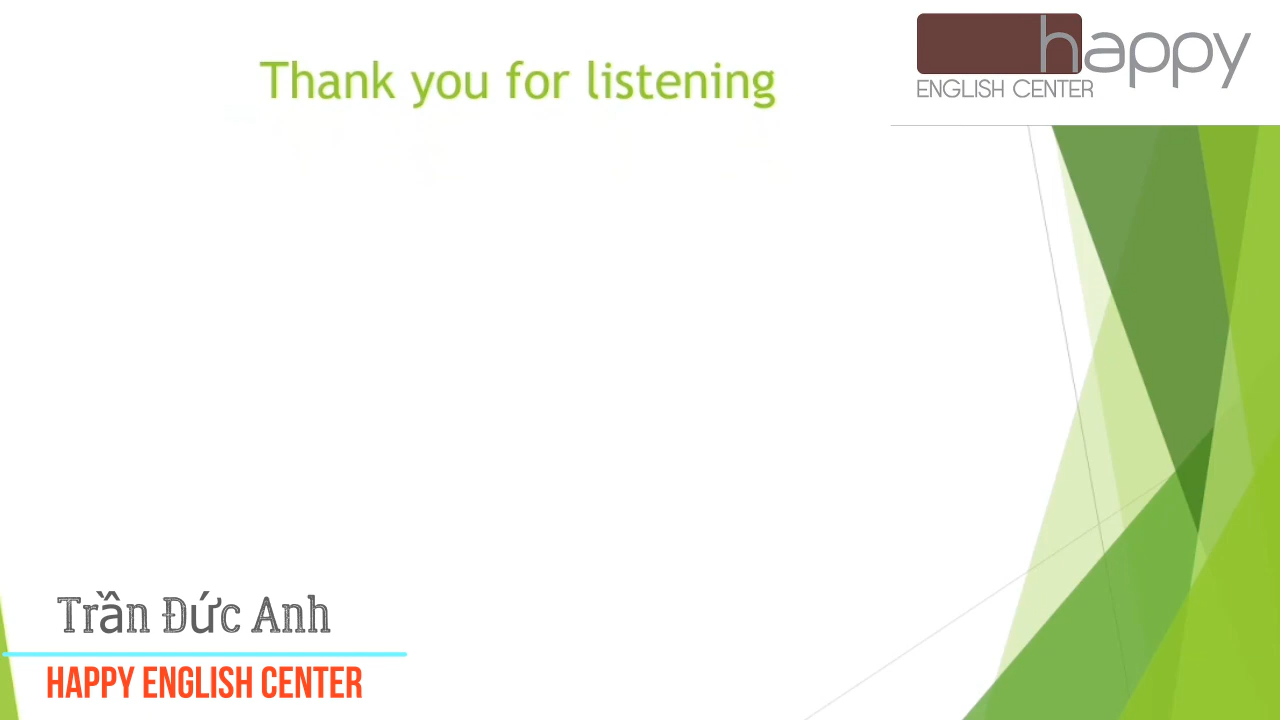 happy
ENGLISH CENTER
Thank you for listening
Trần Đức Anh
HAPPY ENGLISH CENTER